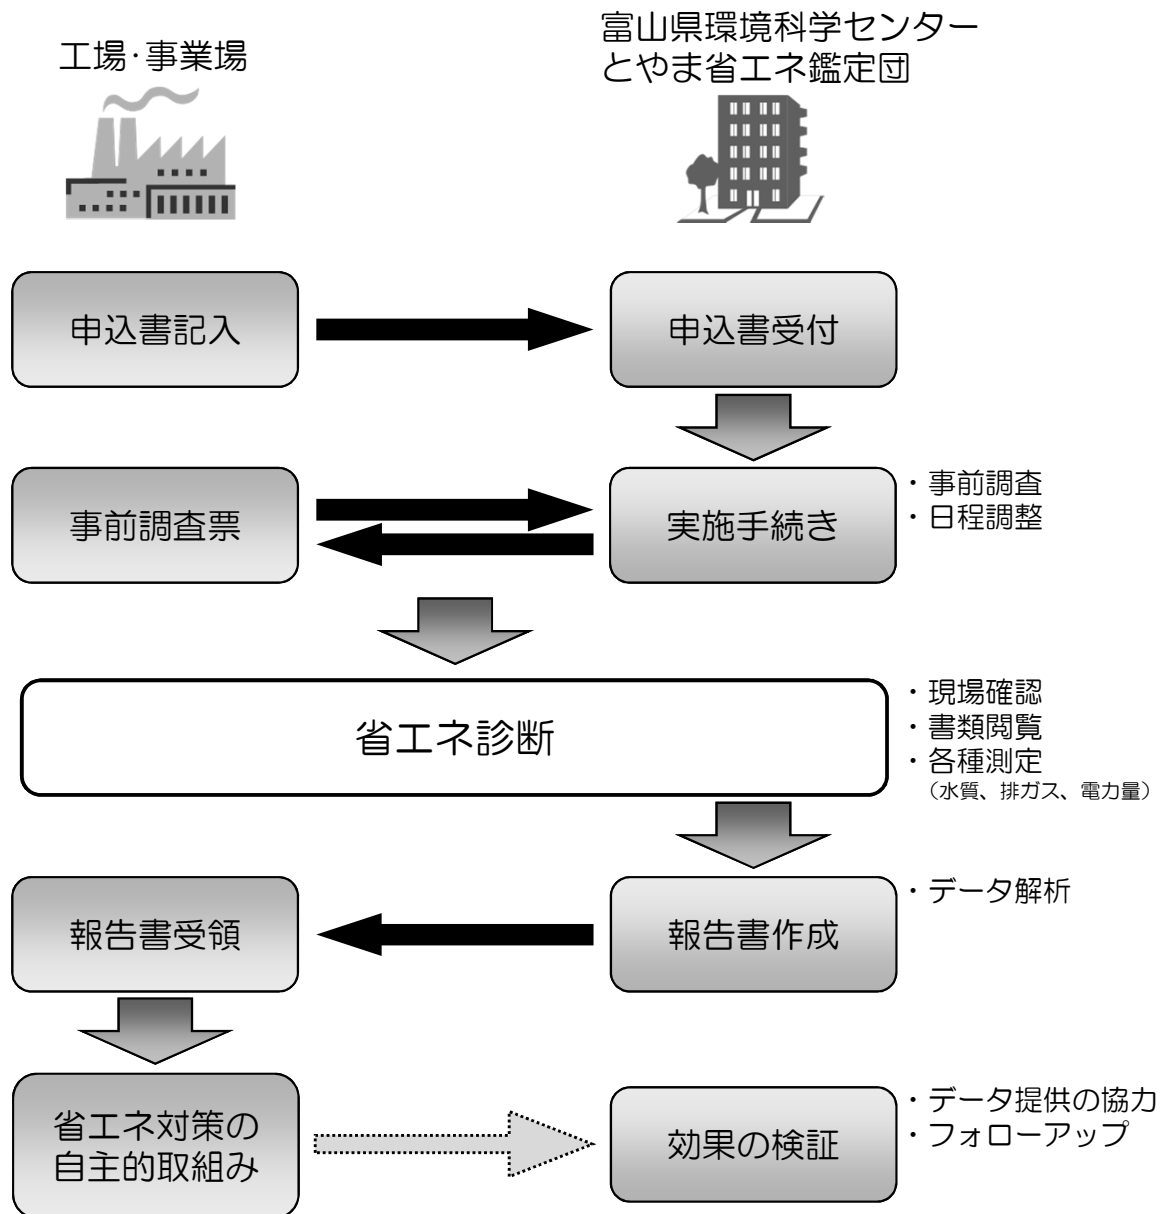 工場・事業場
富山県環境科学センター
とやま省エネ鑑定団
申込書記入
申込書受付
事前調査票
実施手続き
・事前調査
・日程調整
省エネ診断
・現場確認
・書類閲覧
・各種測定
（水質、排ガス、電力量）
報告書受領
報告書作成
・データ解析
省エネ対策の
自主的取組み
効果の検証
・データ提供の協力
・フォローアップ